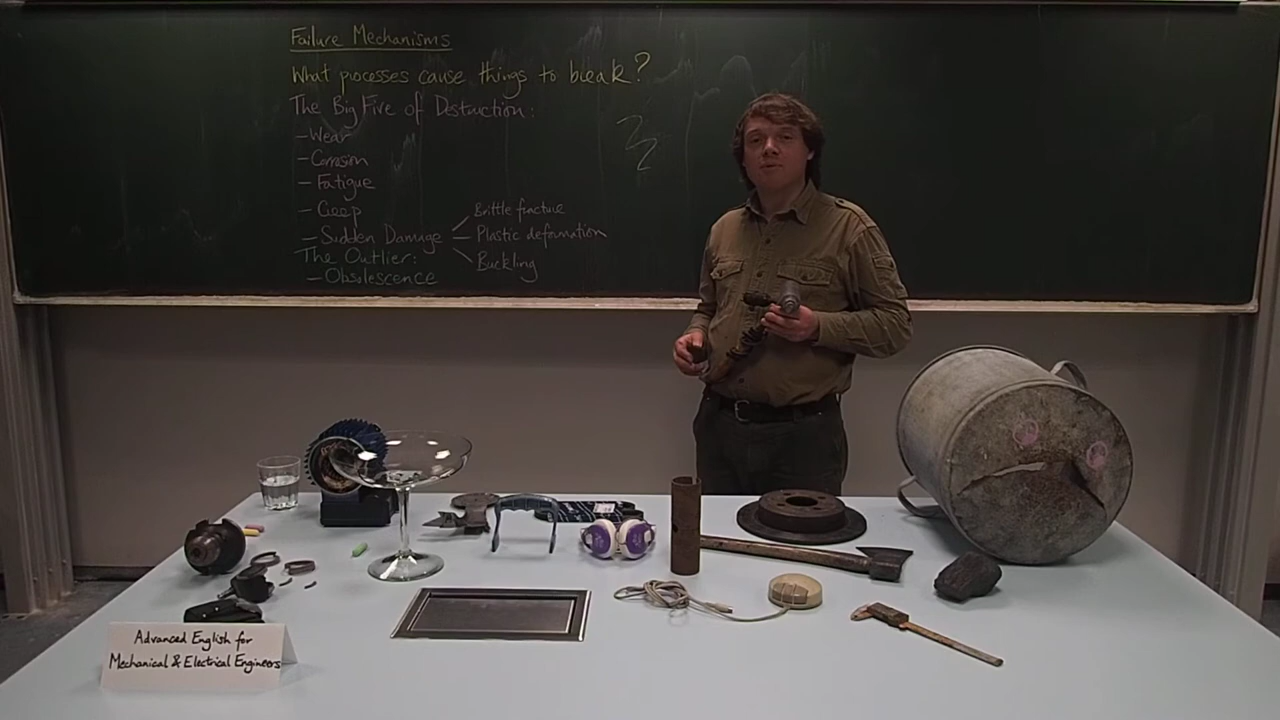 Failure Mechanisms
What processes cause things to break?
The Big Five of Destruction:
- Wear
- Corrosion
- Fatigue
- Creep
- Sudden Damage
Brittle fracture
Plastic deformation
Buckling
The Outlier:
- Obsolescence
Advanced English for
Mechanical & Electrical Engineers